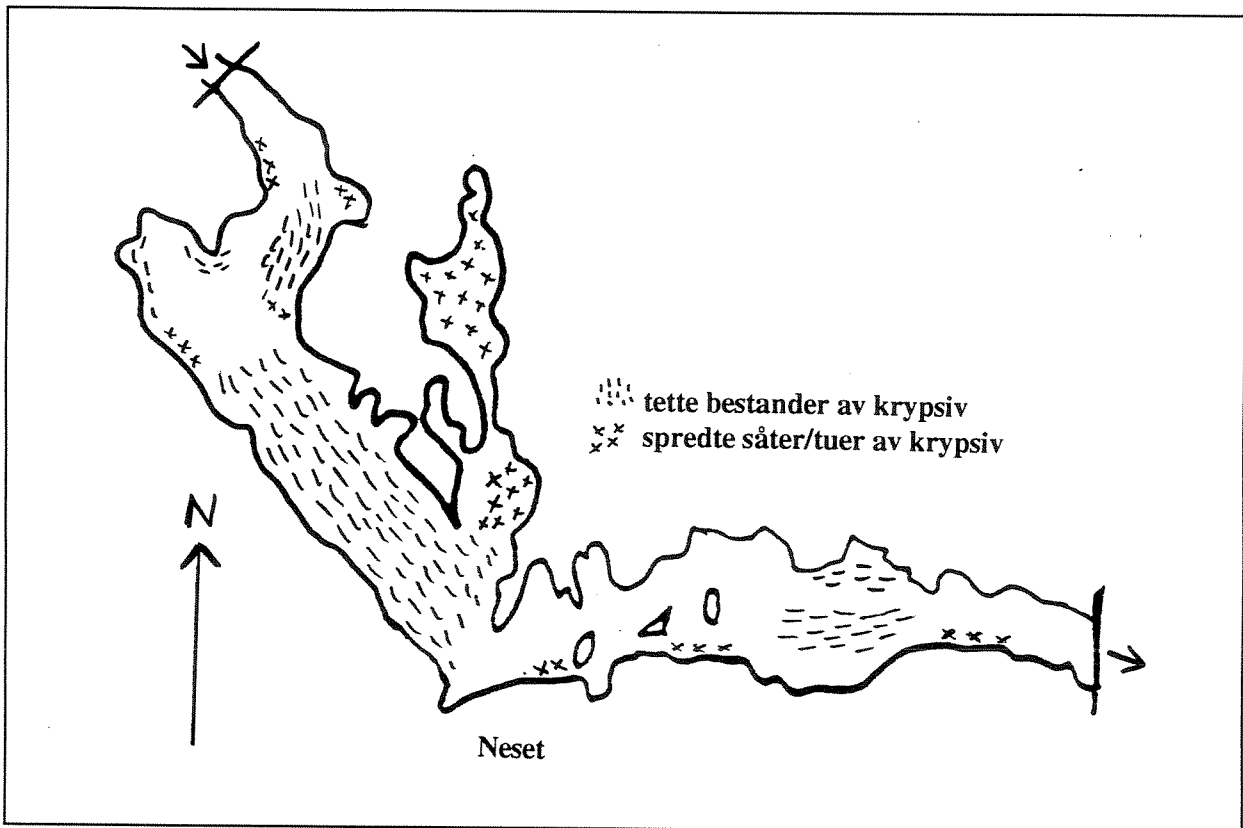 tette bestander av krypsiv
spredte såter/tuer av krypsiv
N
Neset